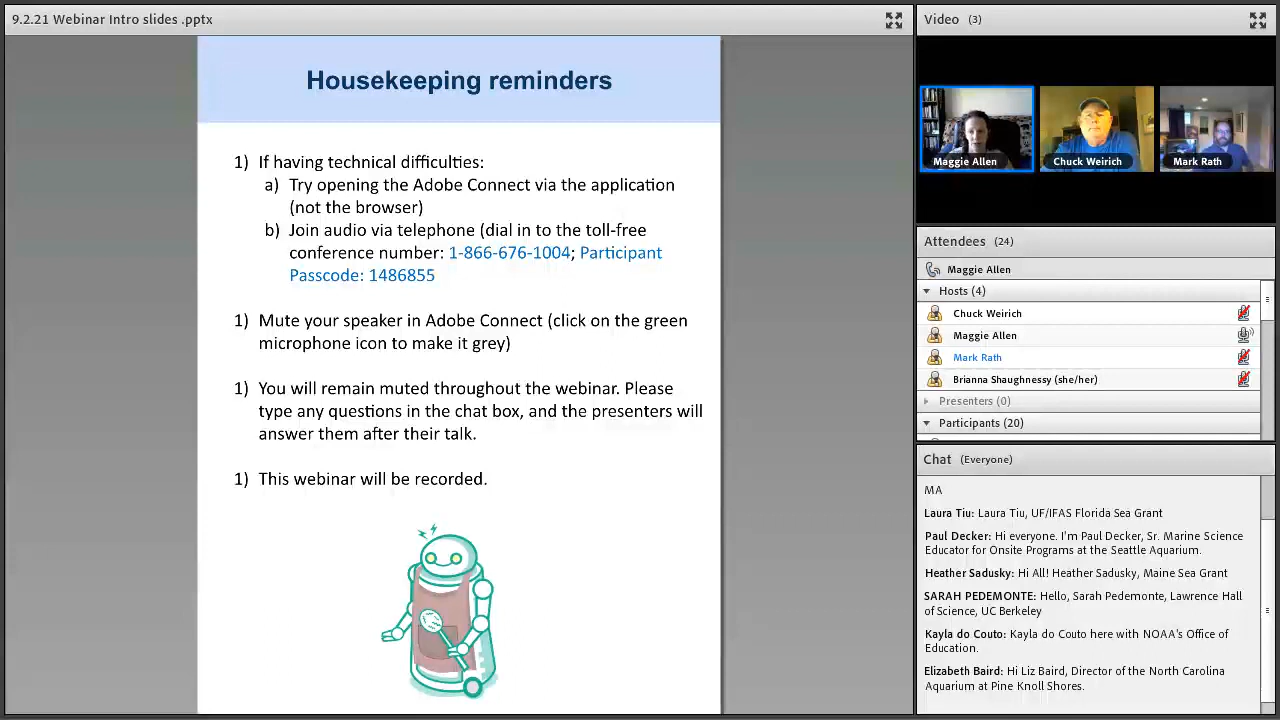 9.2.21 Webinar Intro slides .pptx
Housekeeping reminders
1) If having technical difficulties:
a) Try opening the Adobe Connect via the application
(not the browser)
b) Join audio via telephone (dial in to the toll-free
conference number: 1-866-676-1004; Participant
Passcode: 1486855
1) Mute your speaker in Adobe Connect (click on the green
microphone icon to make it grey)
1) You will remain muted throughout the webinar. Please
type any questions in the chat box, and the presenters will
answer them after their talk.
1) This webinar will be recorded.
Video (3)
Maggie Allen
Chuck Weirich
Mark Rath
Attendees (24)
Maggie Allen
Hosts (4)
Chuck Weirich
Maggie Allen
Mark Rath
Brianna Shaughnessy (she/her)
Presenters (0)
Participants (20)
Chat (Everyone)
MA
Laura Tiu: Laura Tiu, UF/IFAS Florida Sea Grant
Paul Decker: Hi everyone. I'm Paul Decker, Sr. Marine Science
Educator for Onsite Programs at the Seattle Aquarium.
Heather Sadusky: Hi All! Heather Sadusky, Maine Sea Grant
SARAH PEDEMONTE: Hello, Sarah Pedemonte, Lawrence Hall
of Science, UC Berkeley
Kayla do Couto: Kayla do Couto here with NOAA's Office of
Education.
Elizabeth Baird: Hi Liz Baird, Director of the North Carolina
Aquarium at Pine Knoll Shores.